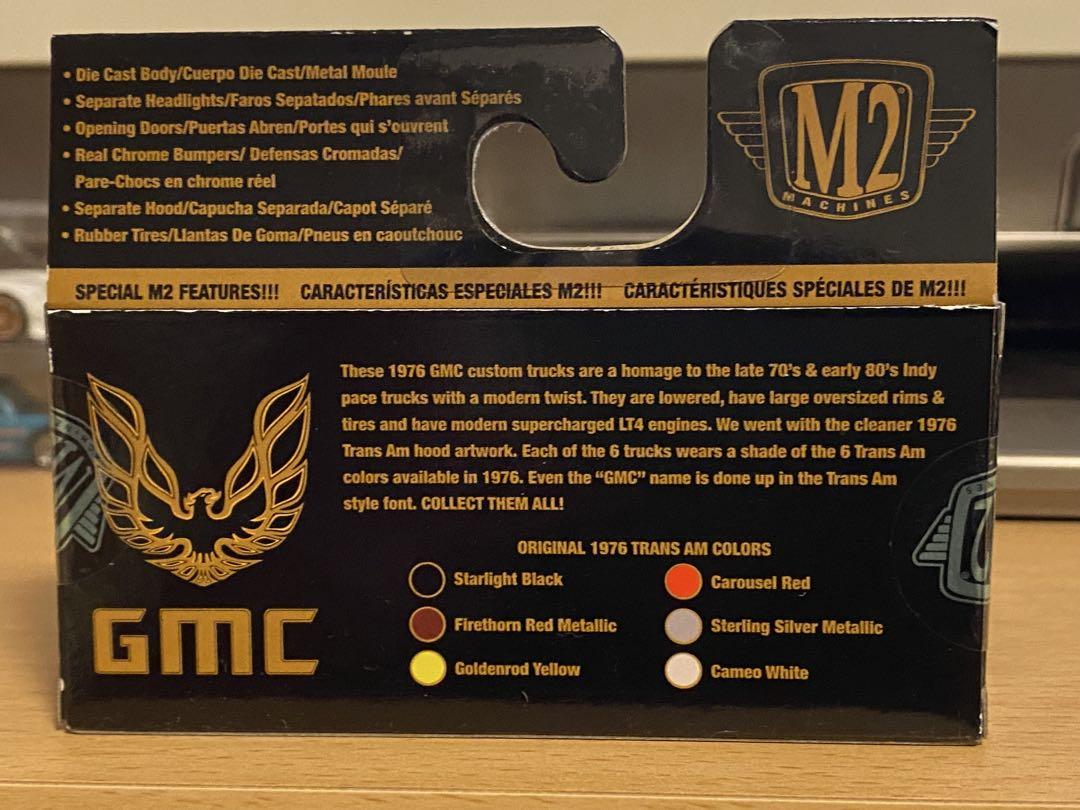 • Die Cast Body/Cuerpo Die Cast/Metal Moule
• Separate Headlights/Faros Sepatados/Phares avant Séparés
• Opening Doors/Puertas Abren/Portes qui s'ouvrent
• Real Chrome Bumpers/ Defensas Cromadas/
Pare-Chocs en chrome réel
• Separate Hood/Capucha Separada/Capot Séparé
• Rubber Tires/Llantas De Goma/Pneus en caoutchouc
M2
MACHINES
SPECIAL M2 FEATURES!!! CARACTERÍSTICAS ESPECIALES M2!!! CARACTÉRISTIQUES SPÉCIALES DE M2!!!
These 1976 GMC custom trucks are a homage to the late 70's & early 80's Indy
pace trucks with a modern twist. They are lowered, have large oversized rims &
tires and have modern supercharged LT4 engines. We went with the cleaner 1976
Trans Am hood artwork. Each of the 6 trucks wears a shade of the 6 Trans Am
colors available in 1976. Even the "GMC" name is done up in the Trans Am
style font. COLLECT THEM ALL!
GMC
ORIGINAL 1976 TRANS AM COLORS
Starlight Black
Carousel Red
Firethorn Red Metallic
Sterling Silver Metallic
Goldenrod Yellow
Cameo White